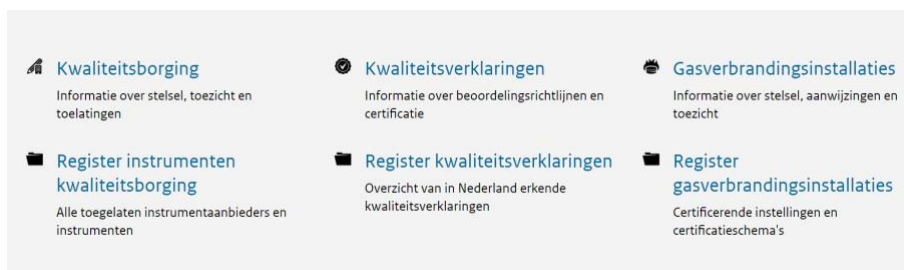 Kwaliteitsborging
Informatie over stelsel, toezicht en
toelatingen
Kwaliteitsverklaringen
Informatie over beoordelingsrichtlijnen en
certificatie
Gasverbrandingsinstallaties
Informatie over stelsel, aanwijzingen en
toezicht
Register instrumenten
kwaliteitsborging
Alle toegelaten instrumentaanbieders en
instrumenten
Register kwaliteitsverklaringen
Overzicht van in Nederland erkende
kwaliteitsverklaringen
Register
gasverbrandingsinstallaties
Certificerende instellingen en
certificatieschema's